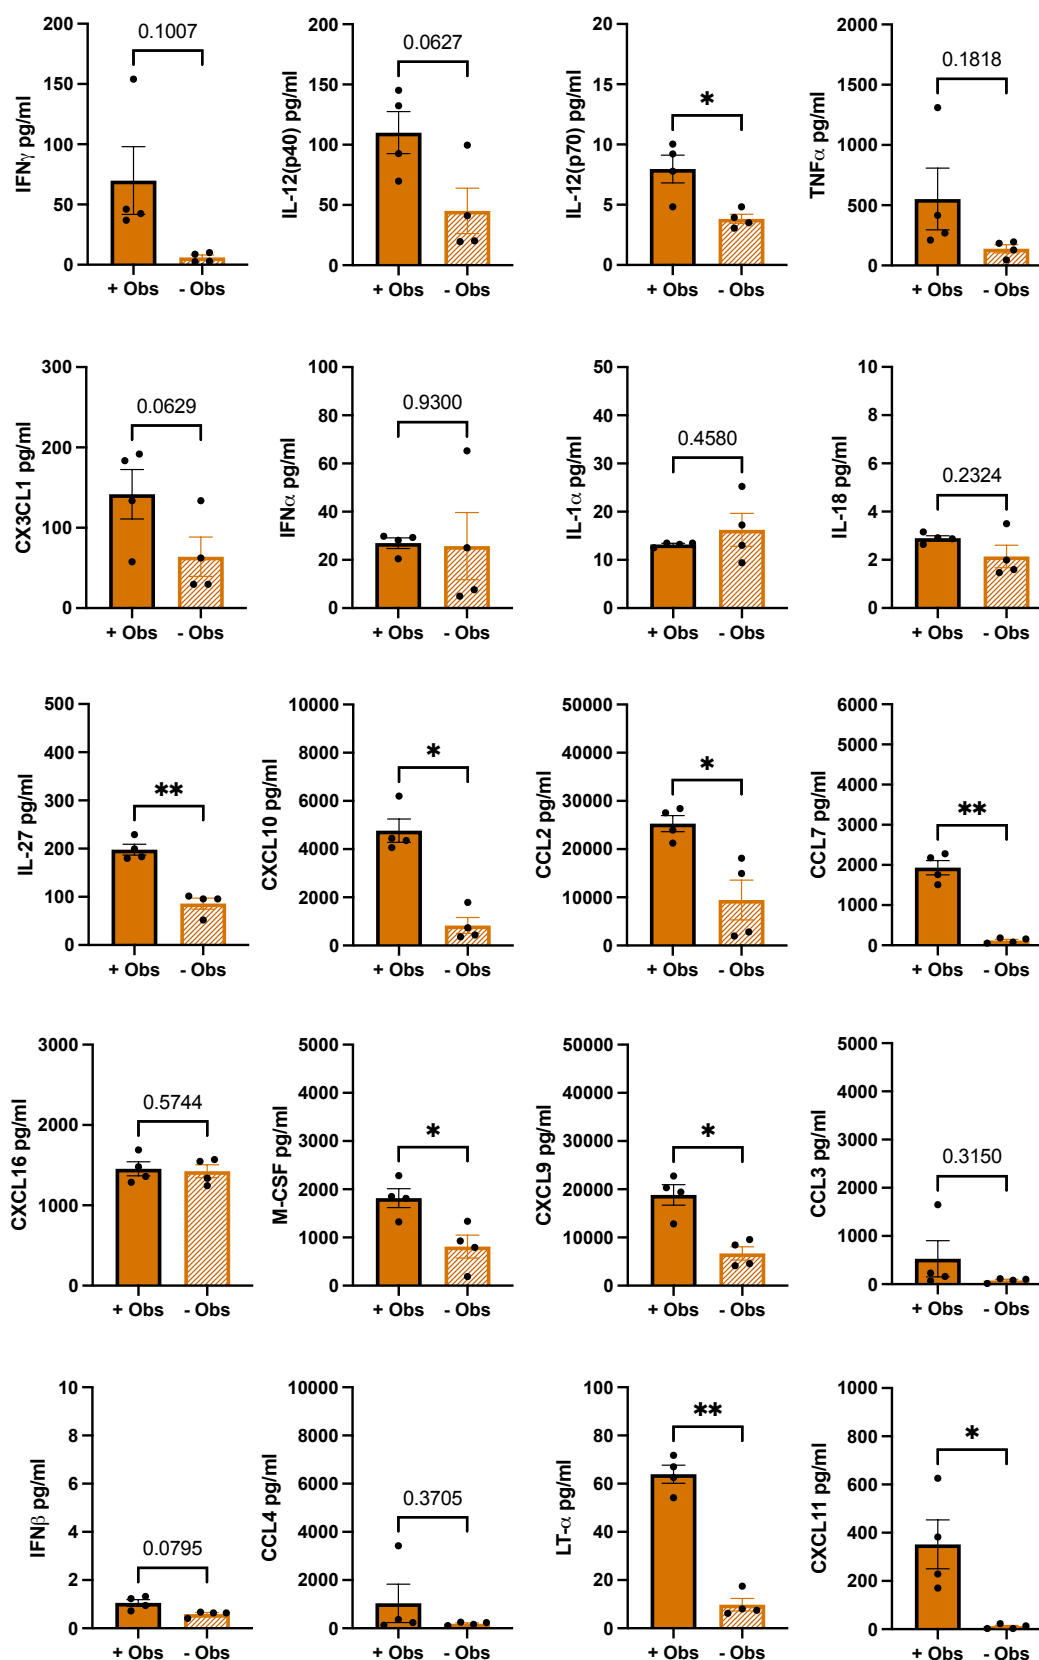 200
150
100
50
0
IFNγ pg/ml
0.1007
+ Obs
- Obs
200
150
100
50
0
IL-12(p40) pg/ml
0.0627
+ Obs
- Obs
20
15
10
5
0
IL-12(p70) pg/ml
*
+ Obs
- Obs
2000
1500
1000
500
0
TNFα pg/ml
0.1818
+ Obs
- Obs
300
200
100
0
CX3CL1 pg/ml
0.0629
+ Obs
- Obs
100
80
60
40
20
0
IFNα pg/ml
0.9300
+ Obs
- Obs
50
40
30
20
10
0
IL-1α pg/ml
0.4580
+ Obs
- Obs
10
8
6
4
2
0
IL-18 pg/ml
0.2324
+ Obs
- Obs
500
400
300
200
100
0
IL-27 pg/ml
**
+ Obs
- Obs
10000
8000
6000
4000
2000
0
CXCL10 pg/ml
*
+ Obs
- Obs
50000
40000
30000
20000
10000
0
CCL2 pg/ml
*
+ Obs
- Obs
6000
5000
4000
3000
2000
1000
0
CCL7 pg/ml
**
+ Obs
- Obs
3000
2000
1000
0
CXCL16 pg/ml
0.5744
+ Obs
- Obs
5000
4000
3000
2000
1000
0
M-CSF pg/ml
*
+ Obs
- Obs
50000
40000
30000
20000
10000
0
CXCL9 pg/ml
*
+ Obs
- Obs
5000
4000
3000
2000
1000
0
CCL3 pg/ml
0.3150
+ Obs
- Obs
10
8
6
4
2
0
IFNβ pg/ml
0.0795
+ Obs
- Obs
10000
8000
6000
4000
2000
0
CCL4 pg/ml
0.3705
+ Obs
- Obs
100
80
60
40
20
0
LT-α pg/ml
**
+ Obs
- Obs
1000
800
600
400
200
0
CXCL11 pg/ml
*
+ Obs
- Obs